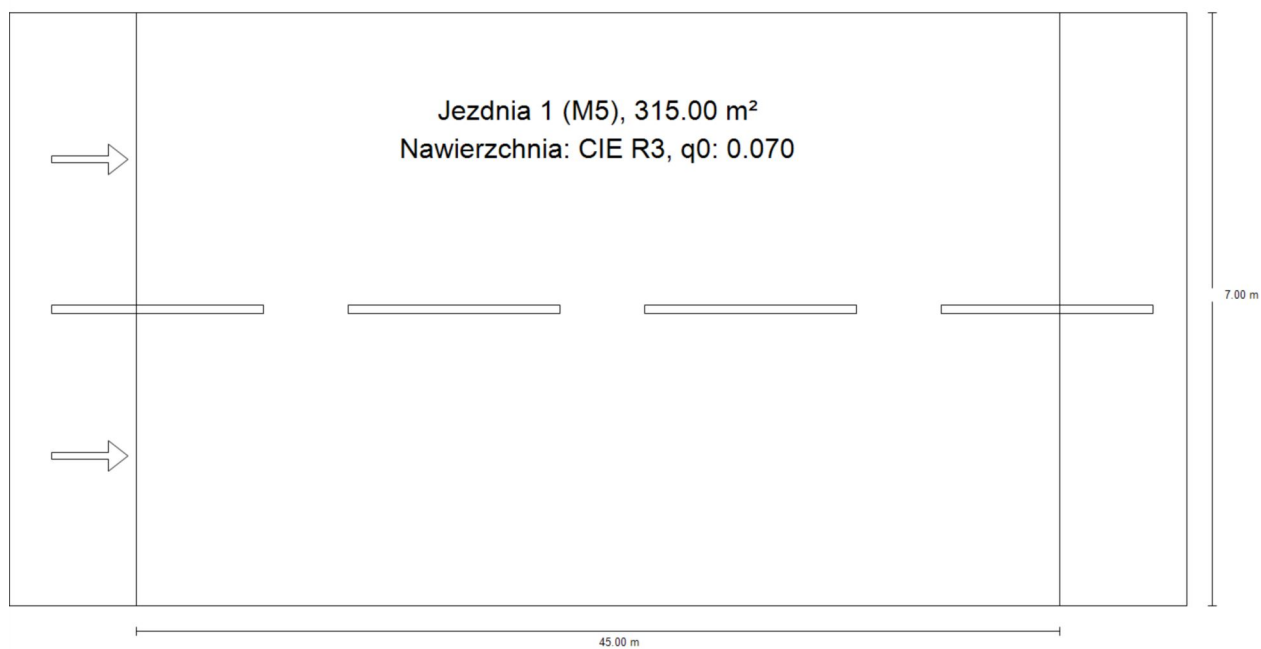 Jezdnia 1 (M5), 315.00 m²
Nawierzchnia: CIE R3, q0: 0.070
7.00 m
45.00 m